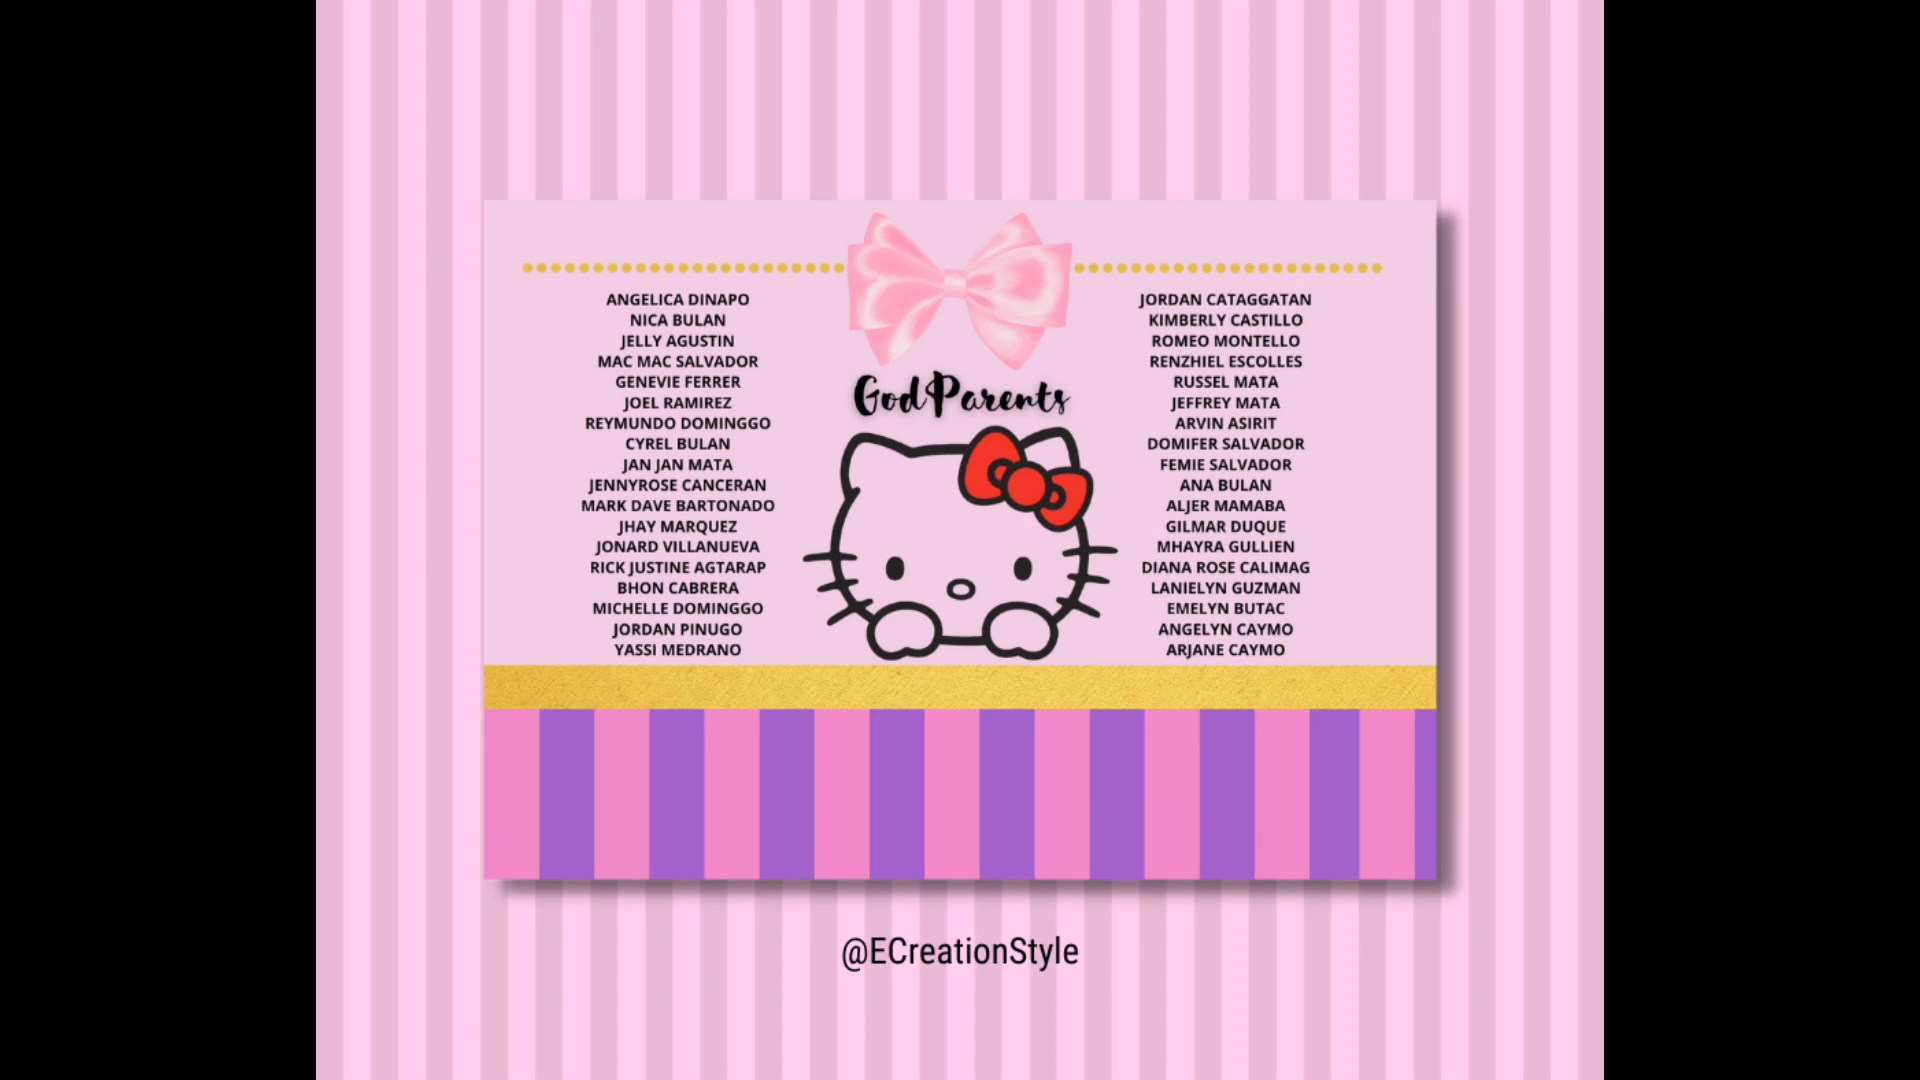 ANGELICA DINAPO
NICA BULAN
JELLY AGUSTIN
MAC MAC SALVADOR
GENEVIE FERRER
JOEL RAMIREZ
REYMUNDO DOMINGGO
CYREL BULAN
JAN JAN MATA
JENNYROSE CANCERAN
MARK DAVE BARTONADO
JHAY MARQUEZ
JONARD VILLANUEVA
RICK JUSTINE AGTARAP
BHON CABRERA
MICHELLE DOMINGGO
JORDAN PINUGO
YASSI MEDRANO
GodParents
JORDAN CATAGGATAN
KIMBERLY CASTILLO
ROMEO MONTELLO
RENZHIEL ESCOLLES
RUSSEL MATA
JEFFREY MATA
ARVIN ASIRIT
DOMIFER SALVADOR
FEMIE SALVADOR
ANA BULAN
ALJER MAMABA
GILMAR DUQUE
MHAYRA GULLIEN
DIANA ROSE CALIMAG
LANIELYN GUZMAN
EMELYN BUTAC
ANGELYN CAYMO
ARJANE CAYMO
@ECreationStyle